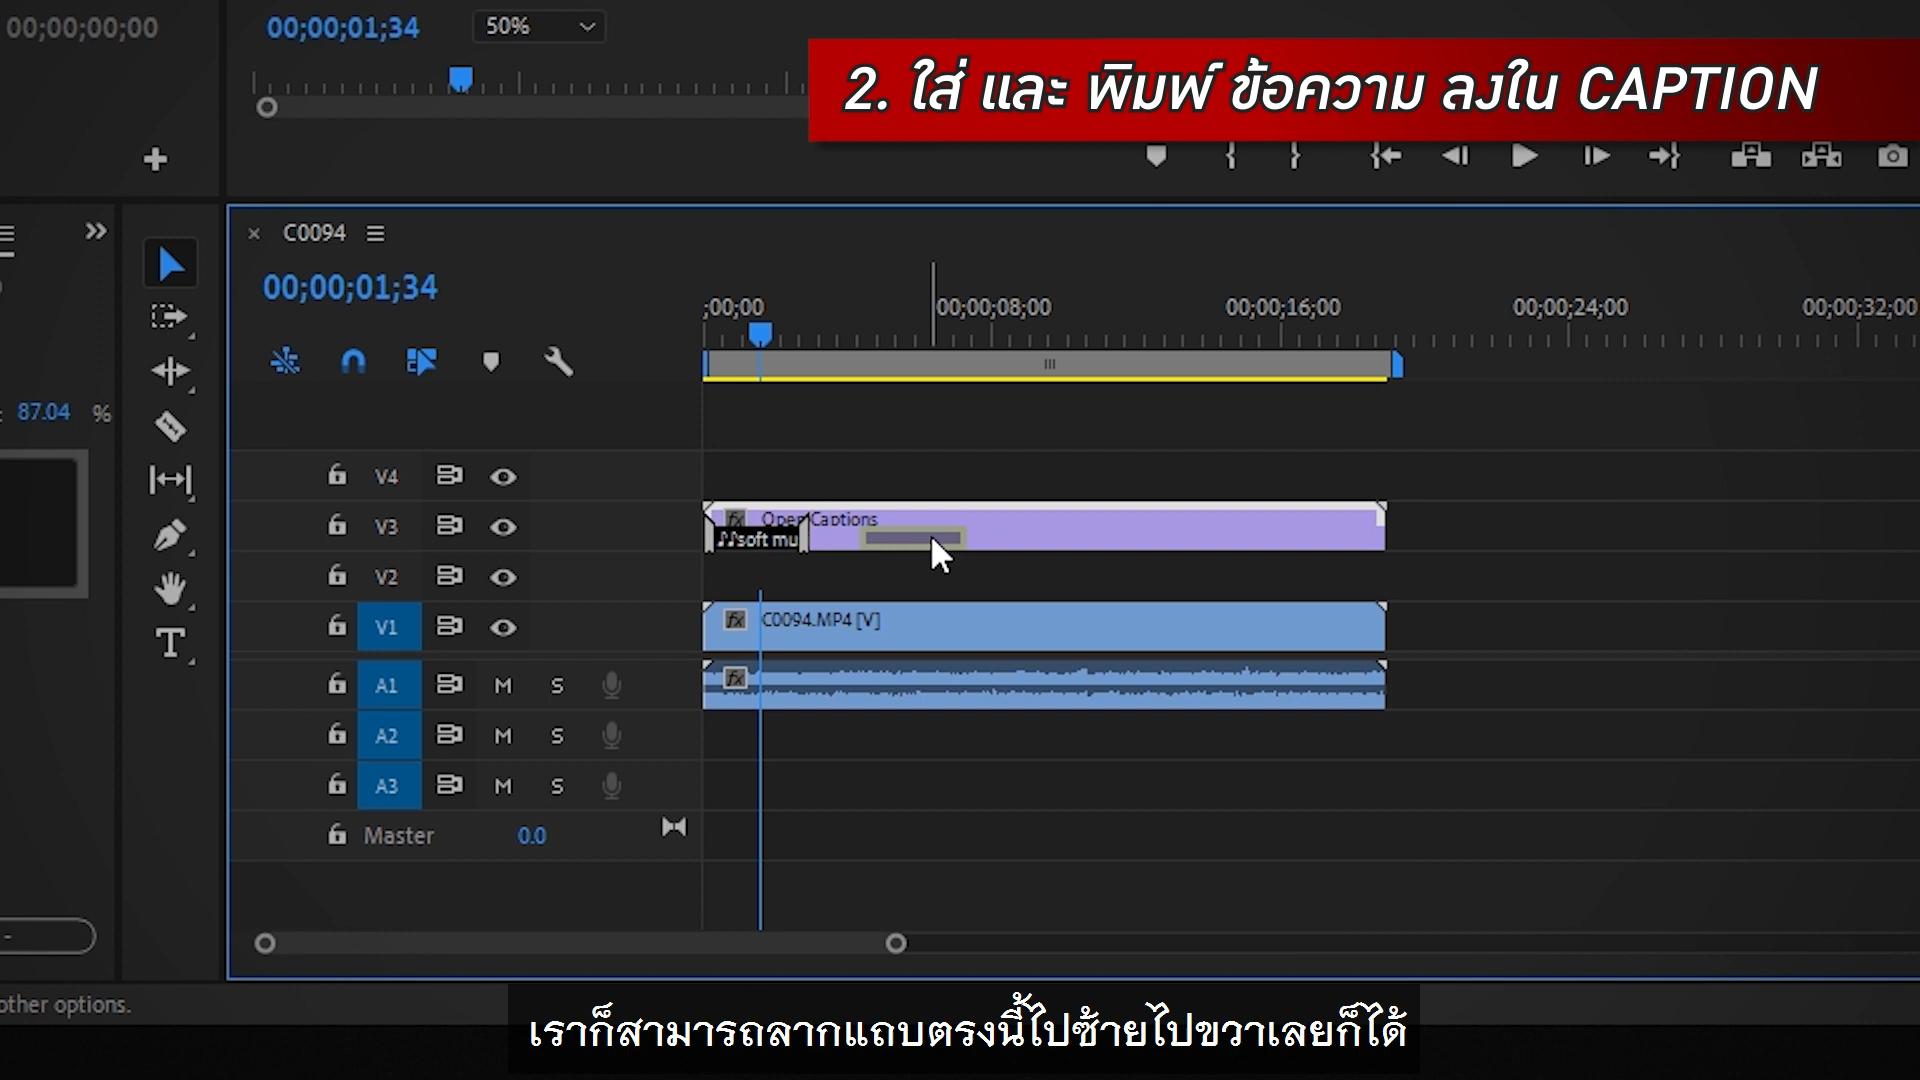 00;00;00;00
00;00;01;34
50%
2. ใส่ และ พิมพ์ ข้อความ ลงใน CAPTION
× C0094
00;00;01;34
;00;00
00;00;08;00
00;00;16;00
00;00;24;00
00;00;32;00
87.04 %
V4
V3
fx Open Captions
♪♪soft mu
V2
V1
fx C0094.MP4 [V]
A1 M S
fx
A2 M S
A3 M S
Master 0.0
T
other options.
เราก็สามารถลากแถบตรงนี้ไปซ้ายไปขวาเลยก็ได้